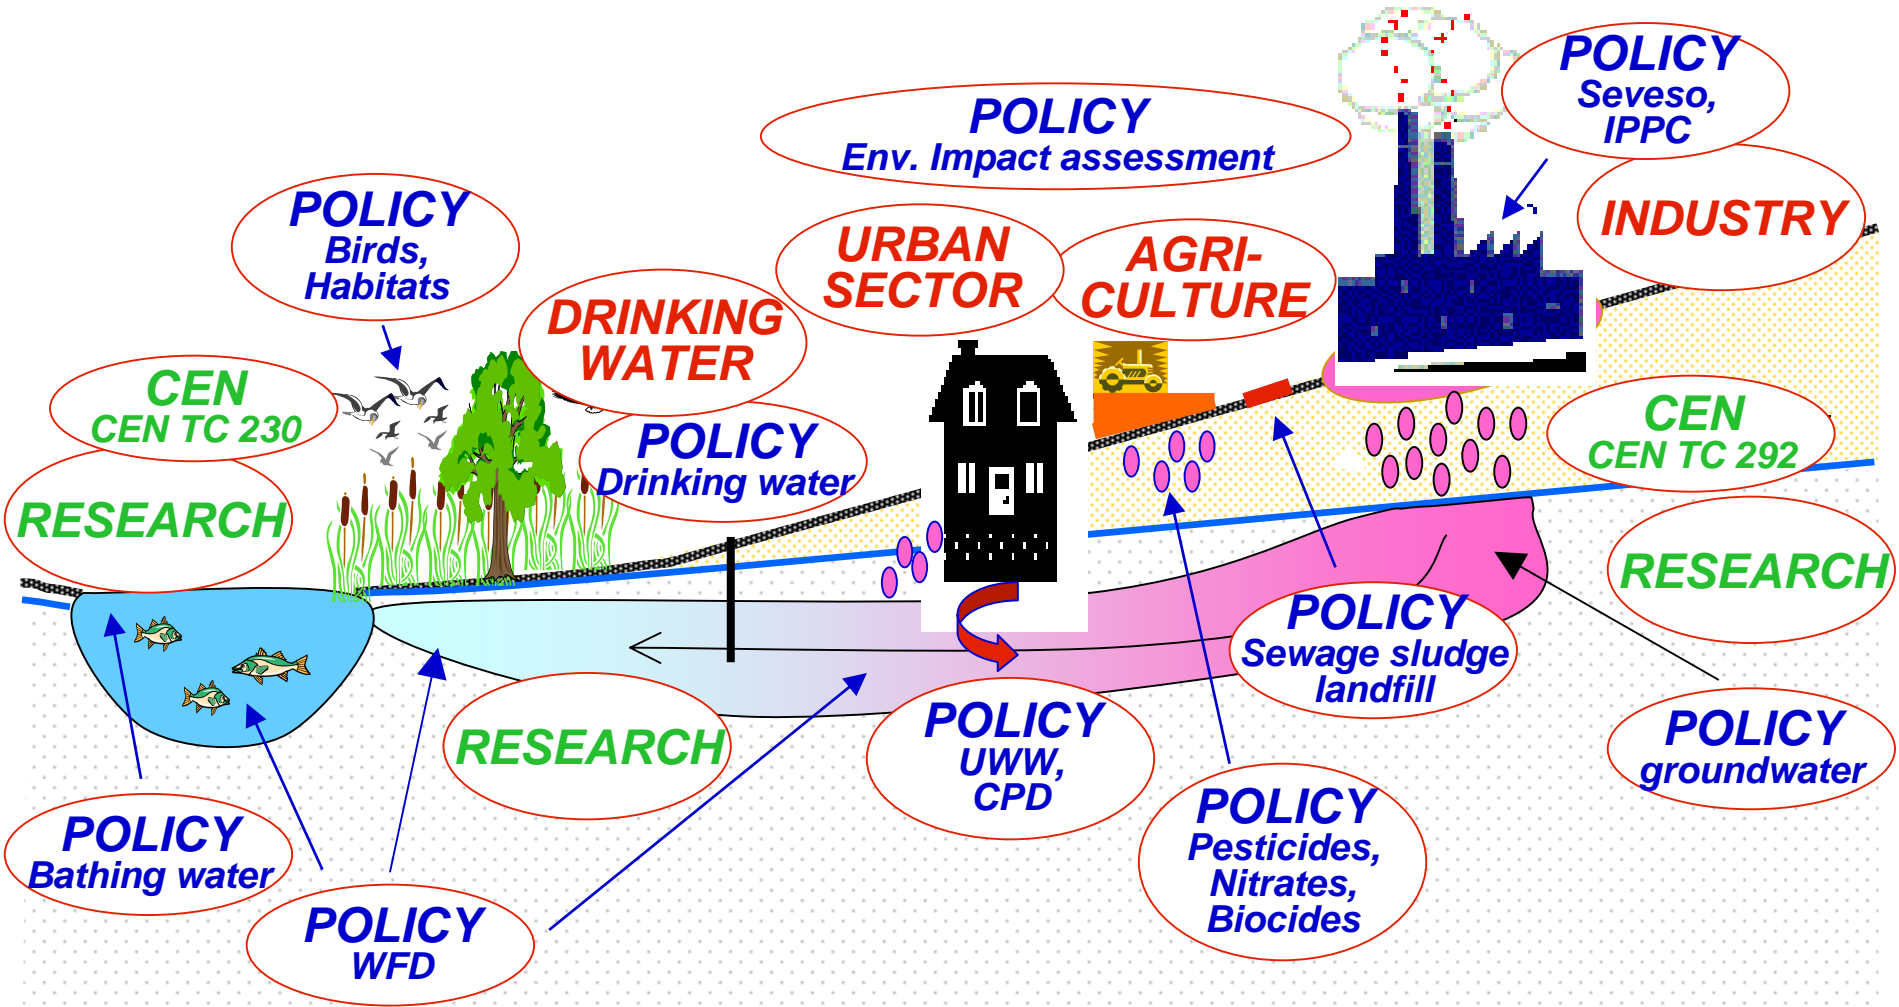 POLICY
Seveso,
IPPC
POLICY
Env. Impact assessment
INDUSTRY
POLICY
Birds,
Habitats
URBAN
SECTOR
AGRI-
CULTURE
DRINKING
WATER
CEN
CEN TC 230
POLICY
Drinking water
CEN
CEN TC 292
RESEARCH
RESEARCH
POLICY
Sewage sludge
landfill
RESEARCH
POLICY
UWW,
CPD
POLICY
groundwater
POLICY
Bathing water
POLICY
Pesticides,
Nitrates,
Biocides
POLICY
WFD